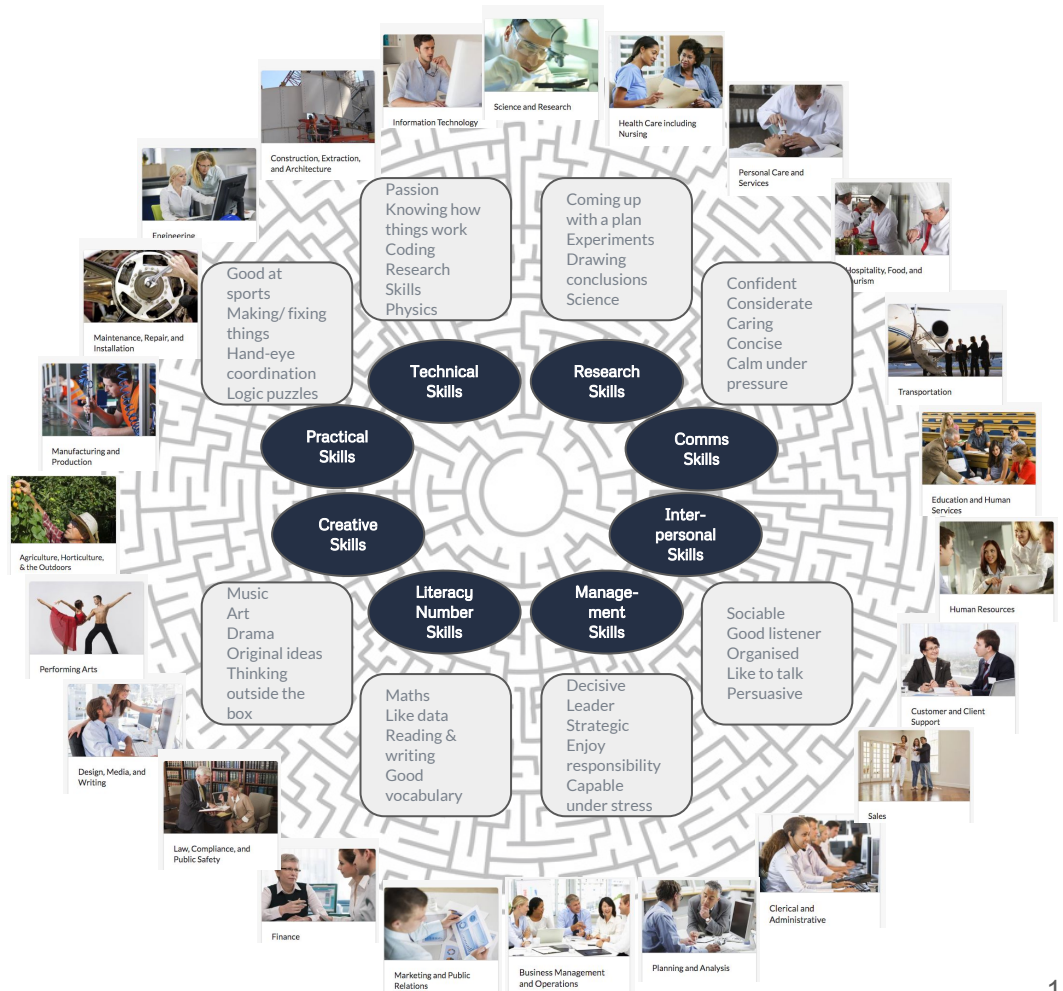 Information Technology
Science and Research
Health Care including
Nursing
Construction, Extraction,
and Architecture
Personal Care and
Services
Engineering
Hospitality, Food, and
Tourism
Maintenance, Repair, and
Installation
Transportation
Manufacturing and
Production
Education and Human
Services
Agriculture, Horticulture,
& the Outdoors
Human Resources
Performing Arts
Customer and Client
Support
Design, Media, and
Writing
Sales
Law, Compliance, and
Public Safety
Clerical and
Administrative
Finance
Marketing and Public
Relations
Business Management
and Operations
Planning and Analysis
Passion
Knowing how
things work
Coding
Research
Skills
Physics
Coming up
with a plan
Experiments
Drawing
conclusions
Science
Good at
sports
Making/ fixing
things
Hand-eye
coordination
Logic puzzles
Confident
Considerate
Caring
Concise
Calm under
pressure
Technical
Skills
Research
Skills
Practical
Skills
Comms
Skills
Creative
Skills
Inter-
personal
Skills
Literacy
Number
Skills
Manage-
ment
Skills
Music
Art
Drama
Original ideas
Thinking
outside the
box
Sociable
Good listener
Organised
Like to talk
Persuasive
Maths
Like data
Reading &
writing
Good
vocabulary
Decisive
Leader
Strategic
Enjoy
responsibility
Capable
under stress
1